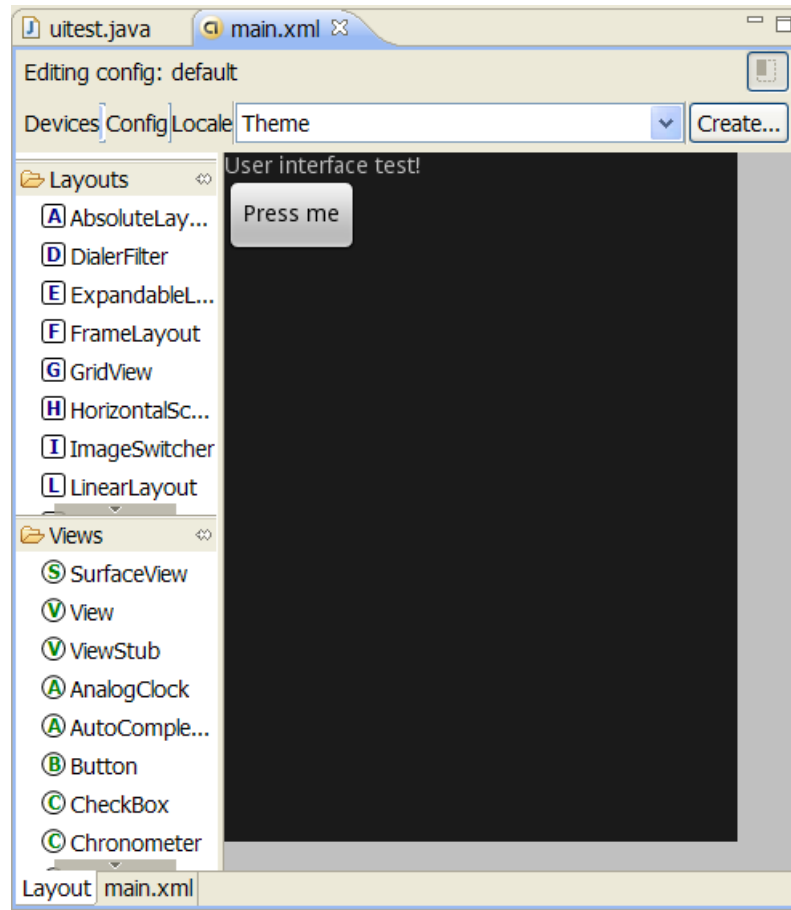 uitest.java main.xml
Editing config: default
Devices Config Locale Theme Create...
Layouts
A AbsoluteLay...
D DialerFilter
E ExpandableL...
F FrameLayout
G GridView
H HorizontalSc...
I ImageSwitcher
L LinearLayout
Views
S SurfaceView
V View
V ViewStub
A AnalogClock
A AutoComple...
B Button
C CheckBox
C Chronometer
User interface test!
Press me
Layout main.xml